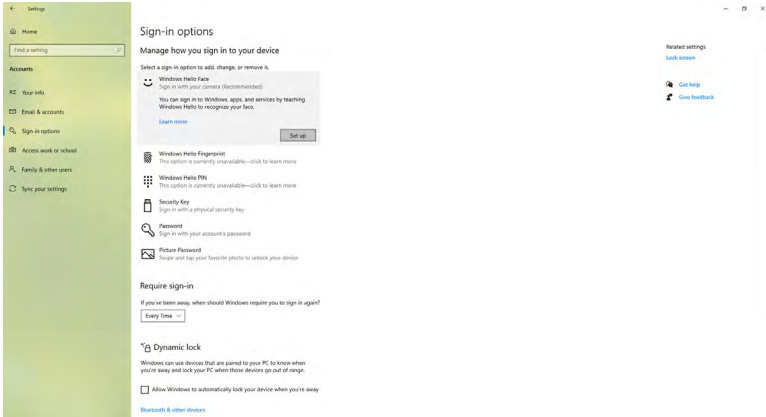 Settings
Home
Find a setting
Accounts
Your info
Email & accounts
Sign-in options
Access work or school
Family & other users
Sync your settings
Sign-in options
Manage how you sign in to your device
Select a sign-in option to add, change, or remove it.
Windows Hello Face
Sign in with your camera (Recommended)
You can sign in to Windows, apps, and services by teaching
Windows Hello to recognize your face.
Learn more
Set up
Windows Hello Fingerprint
This option is currently unavailable—click to learn more
Windows Hello PIN
This option is currently unavailable—click to learn more
Security Key
Sign in with a physical security key
Password
Sign in with your account's password
Picture Password
Swipe and tap your favorite photo to unlock your device
Require sign-in
If you've been away, when should Windows require you to sign in again?
Every Time
Dynamic lock
Windows can use devices that are paired to your PC to know when
you're away and lock your PC when those devices go out of range.
Allow Windows to automatically lock your device when you're away
Bluetooth & other devices
Related settings
Lock screen
Get help
Give feedback